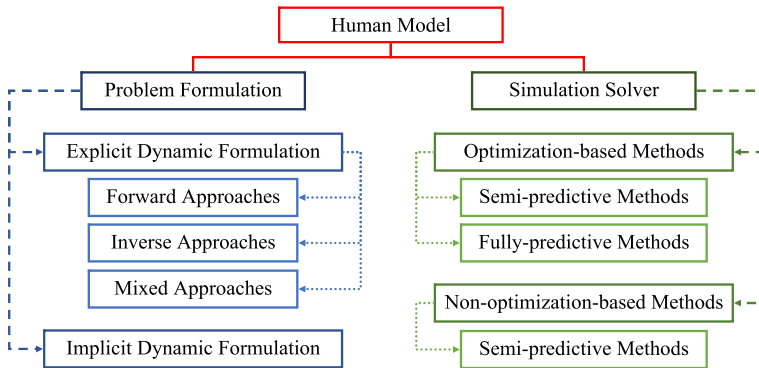 Human Model
Problem Formulation
Explicit Dynamic Formulation
Forward Approaches
Inverse Approaches
Mixed Approaches
Implicit Dynamic Formulation
Simulation Solver
Optimization-based Methods
Semi-predictive Methods
Fully-predictive Methods
Non-optimization-based Methods
Semi-predictive Methods